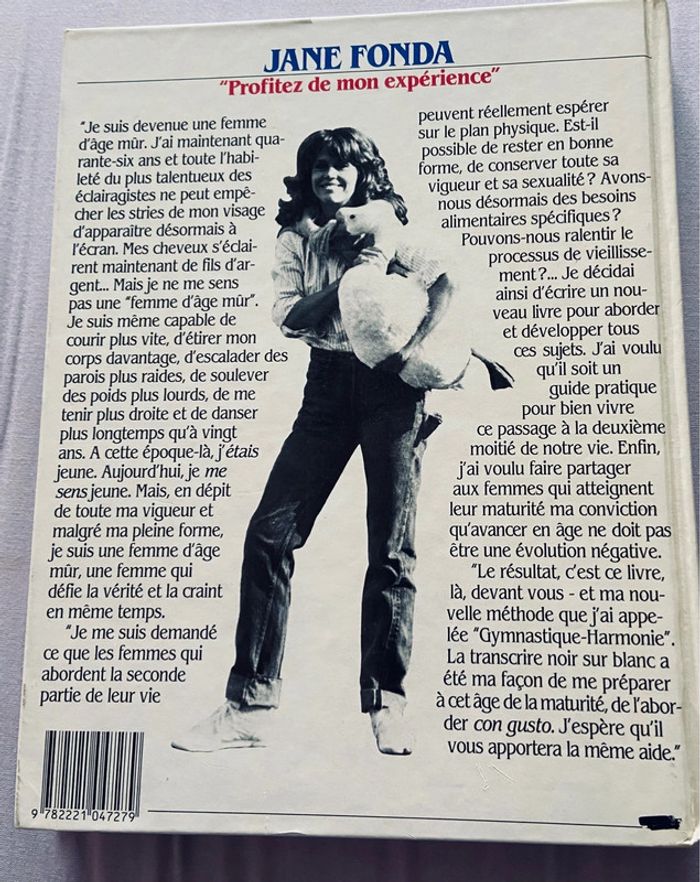 JANE FONDA
"Profitez de mon expérience"
"Je suis devenue une femme
d'âge mûr. J'ai maintenant qua-
rante-six ans et toute l'habi-
leté du plus talentueux des
éclairagistes ne peut empê-
cher les stries de mon visage
d'apparaître désormais à
l'écran. Mes cheveux s'éclai-
rent maintenant de fils d'ar-
gent... Mais je ne me sens
pas une "femme d'âge mûr".
Je suis même capable de
courir plus vite, d'étirer mon
corps davantage, d'escalader des
parois plus raides, de soulever
des poids plus lourds, de me
tenir plus droite et de danser
plus longtemps qu'à vingt
ans. A cette époque-là, j'étais
jeune. Aujourd'hui, je me
sens jeune. Mais, en dépit
de toute ma vigueur et
malgré ma pleine forme,
je suis une femme d'âge
mûr, une femme qui
défie la vérité et la craint
en même temps.
"Je me suis demandé
ce que les femmes qui
abordent la seconde
partie de leur vie
peuvent réellement espérer
sur le plan physique. Est-il
possible de rester en bonne
forme, de conserver toute sa
vigueur et sa sexualité ? Avons-
nous désormais des besoins
alimentaires spécifiques ?
Pouvons-nous ralentir le
processus de vieillisse-
ment ?... Je décidai
ainsi d'écrire un nou-
veau livre pour aborder
et développer tous
ces sujets. J'ai voulu
qu'il soit un
guide pratique
pour bien vivre
ce passage à la deuxième
moitié de notre vie. Enfin,
j'ai voulu faire partager
aux femmes qui atteignent
leur maturité ma conviction
qu'avancer en âge ne doit pas
être une évolution négative.
"Le résultat, c'est ce livre,
là, devant vous - et ma nou-
velle méthode que j'ai appe-
lée "Gymnastique-Harmonie".
La transcrire noir sur blanc a
été ma façon de me préparer
à cet âge de la maturité, de l'abor-
der con gusto. J'espère qu'il
vous apportera la même aide."
9 782221 047279